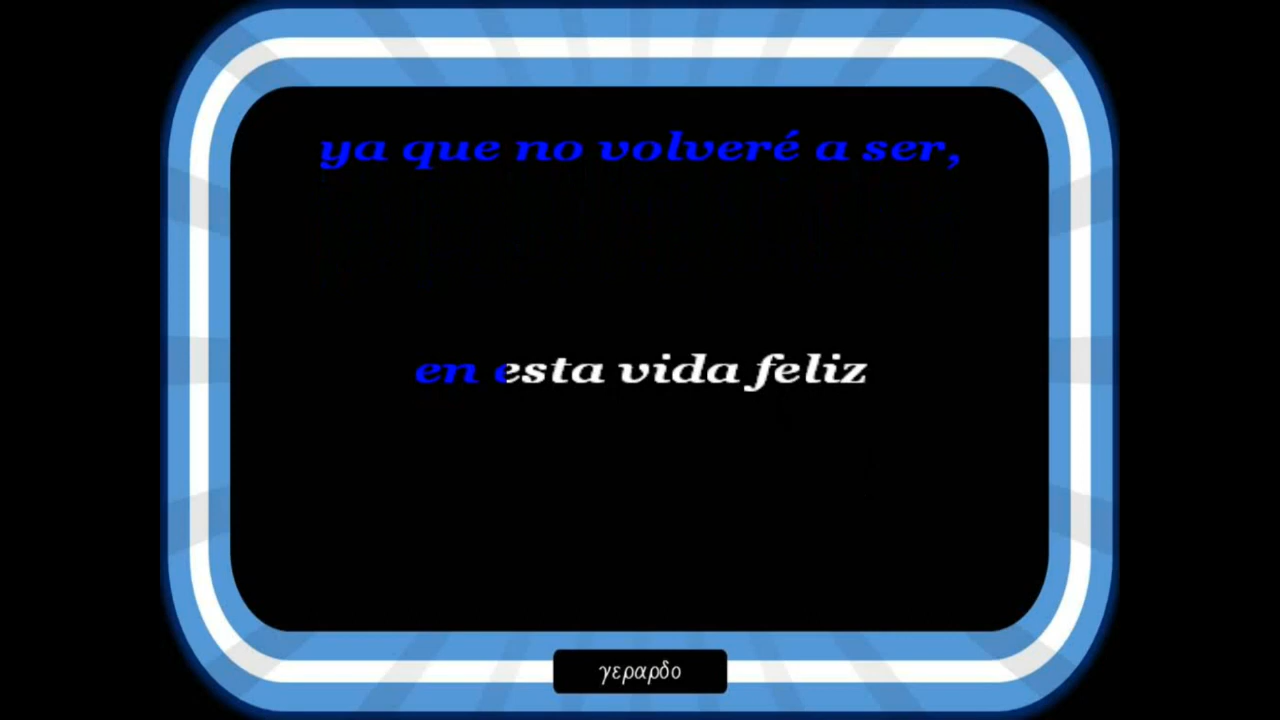 ya que no volveré a ser,
en esta vida feliz
γεραρδο